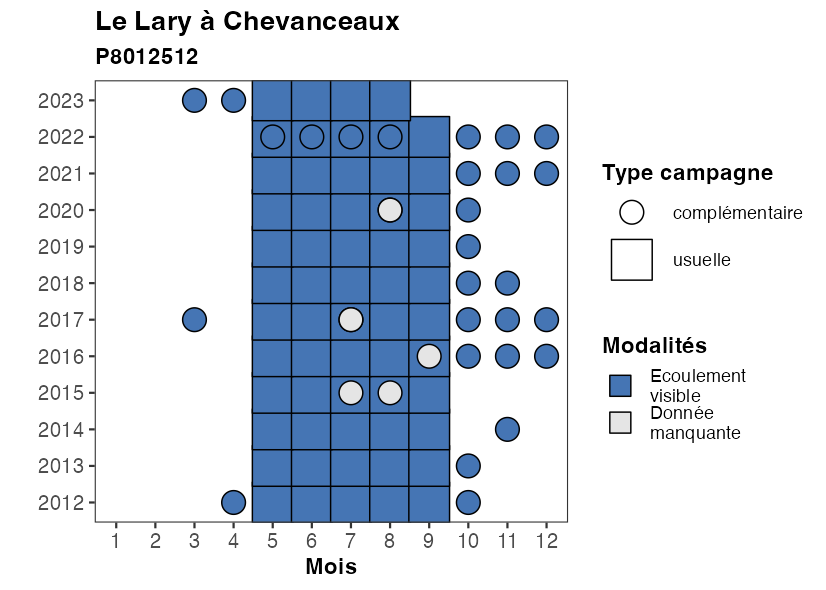 Le Lary à Chevanceaux
P8012512
2023
2022
2021
2020
2019
2018
2017
2016
2015
2014
2013
2012
1 2 3 4 5 6 7 8 9 10 11 12
Mois
Type campagne
complémentaire
usuelle
Modalités
Ecoulement
visible
Donnée
manquante